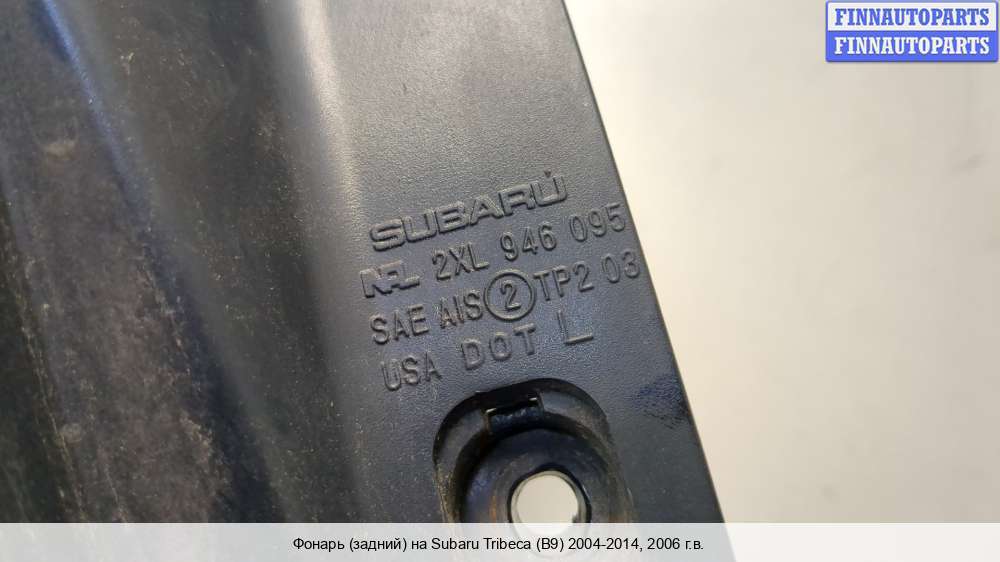 FINNAUTOPARTS
FINNAUTOPARTS
SUBARU
NAL 2XL 946 095
SAE AIS 2 TP2 03
USA DOT L
Фонарь (задний) на Subaru Tribeca (B9) 2004-2014, 2006 г.в.